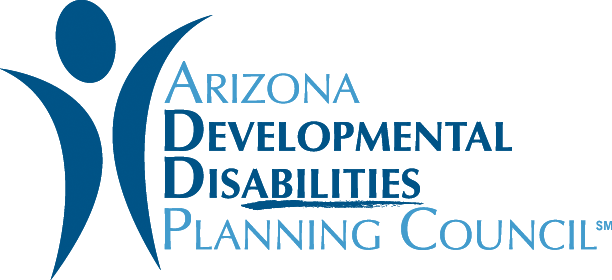 ARIZONA
DEVELOPMENTAL
DISABILITIES
PLANNING COUNCIL℠